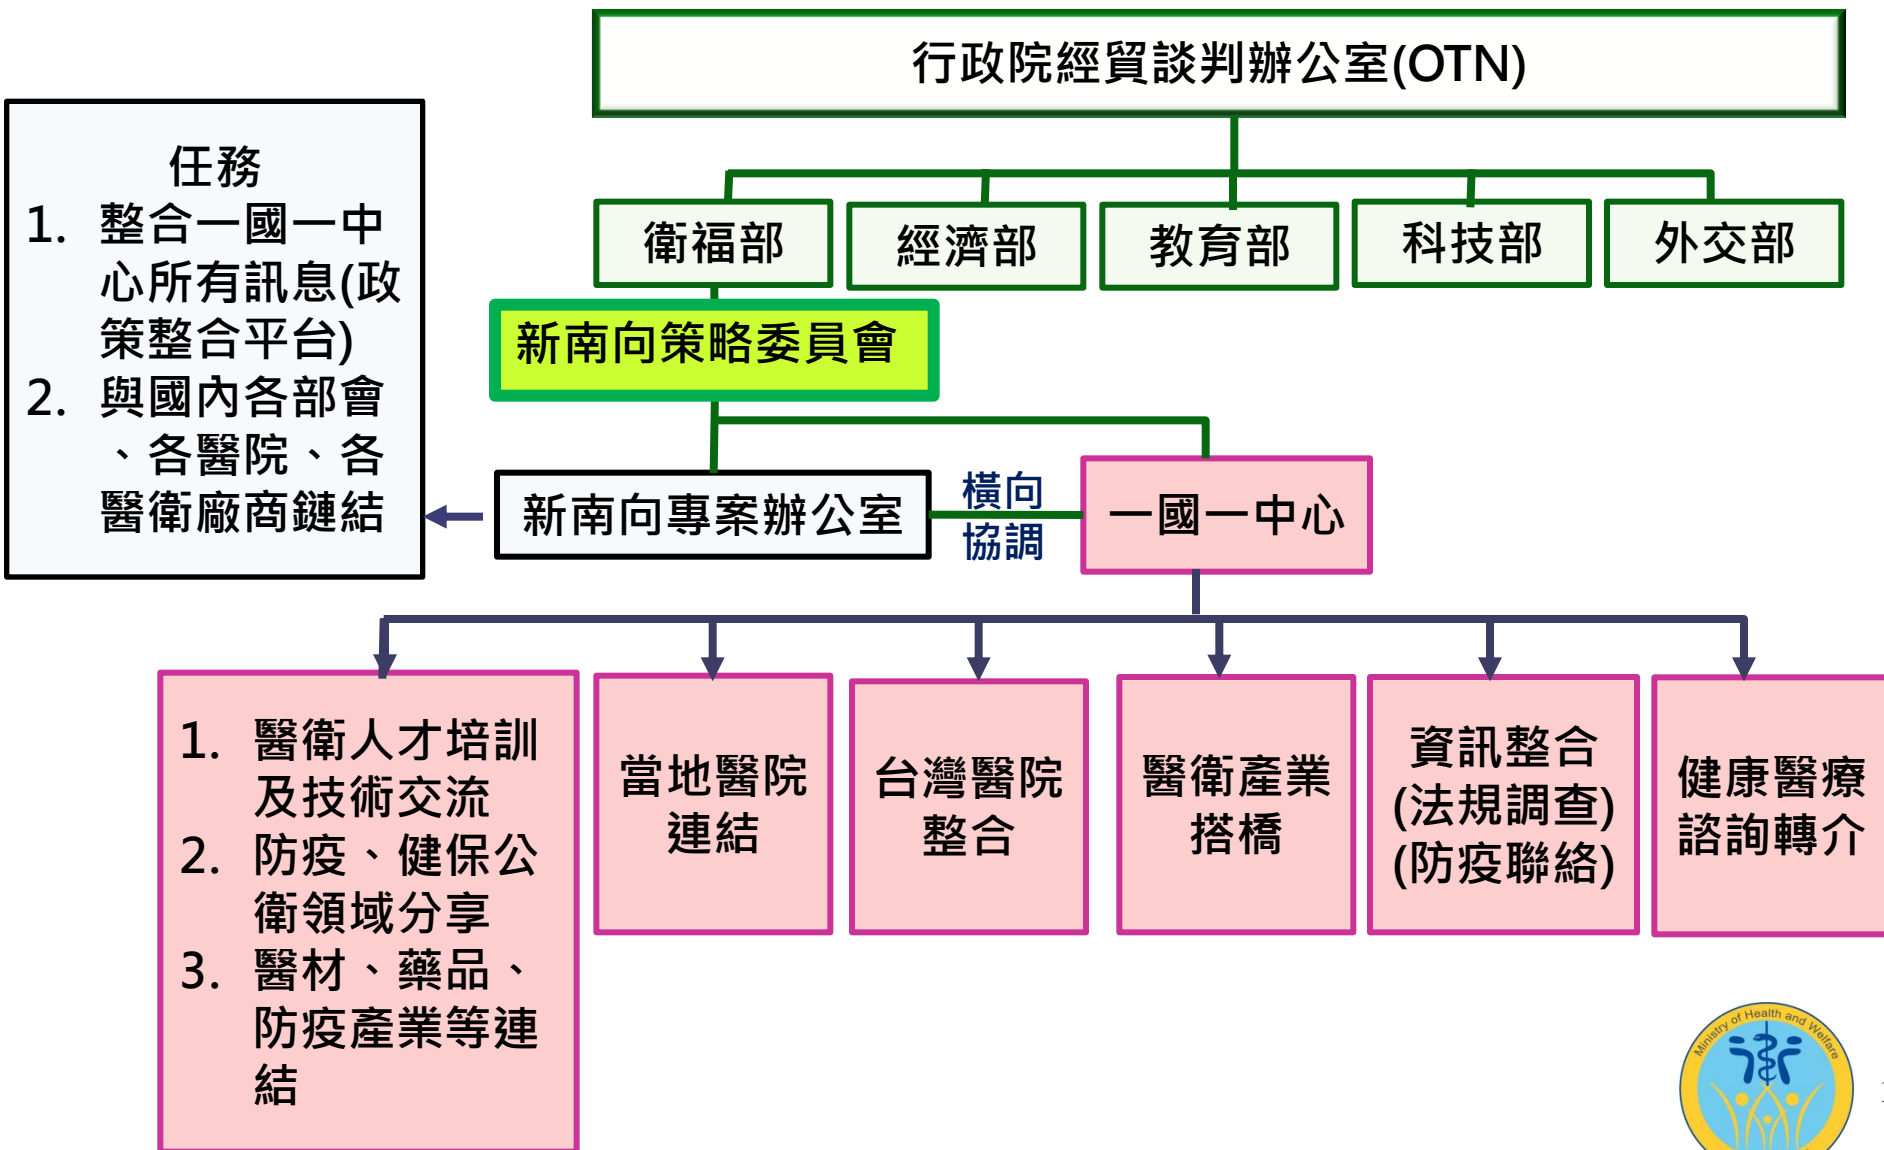 行政院經貿談判辦公室(OTN)
任務
1. 整合一國一中
心所有訊息(政
策整合平台)
2. 與國內各部會
、各醫院、各
醫衛廠商鏈結
衛福部
經濟部
教育部
科技部
外交部
新南向策略委員會
新南向專案辦公室
橫向
協調
一國一中心
1. 醫衛人才培訓
及技術交流
2. 防疫、健保公
衛領域分享
3. 醫材、藥品、
防疫產業等連
結
當地醫院
連結
台灣醫院
整合
醫衛產業
搭橋
資訊整合
(法規調查)
(防疫聯絡)
健康醫療
諮詢轉介
Ministry of Health and Welfare